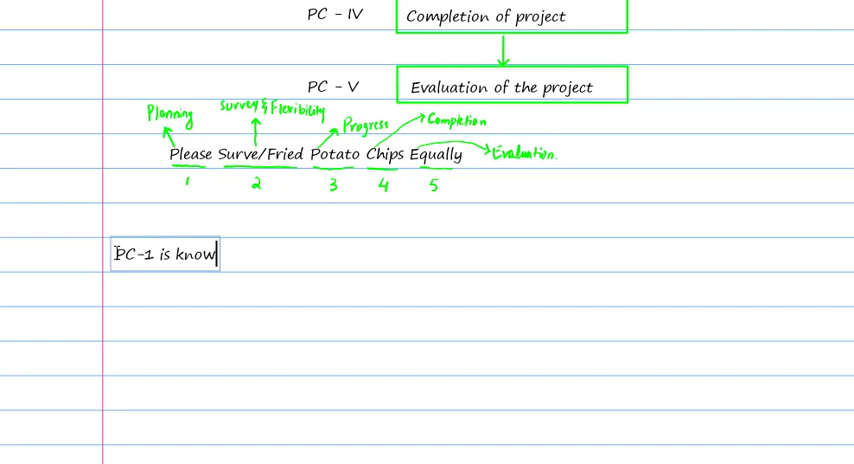 PC - IV Completion of project
PC - V Evaluation of the project
Planning Survey & Flexibility Progress Completion
Please Surve/Fried Potato Chips Equally Evaluation.
1 2 3 4 5
PC-1 is know